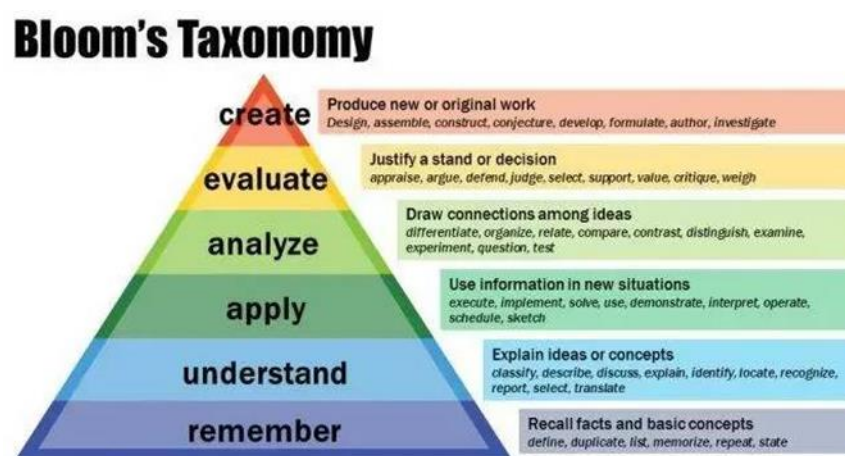 Bloom's Taxonomy
create
Produce new or original work
Design, assemble, construct, conjecture, develop, formulate, author, investigate
evaluate
Justify a stand or decision
appraise, argue, defend, judge, select, support, value, critique, weigh
analyze
Draw connections among ideas
differentiate, organize, relate, compare, contrast, distinguish, examine,
experiment, question, test
apply
Use information in new situations
execute, implement, solve, use, demonstrate, interpret, operate,
schedule, sketch
understand
Explain ideas or concepts
classify, describe, discuss, explain, identify, locate, recognize,
report, select, translate
remember
Recall facts and basic concepts
define, duplicate, list, memorize, repeat, state